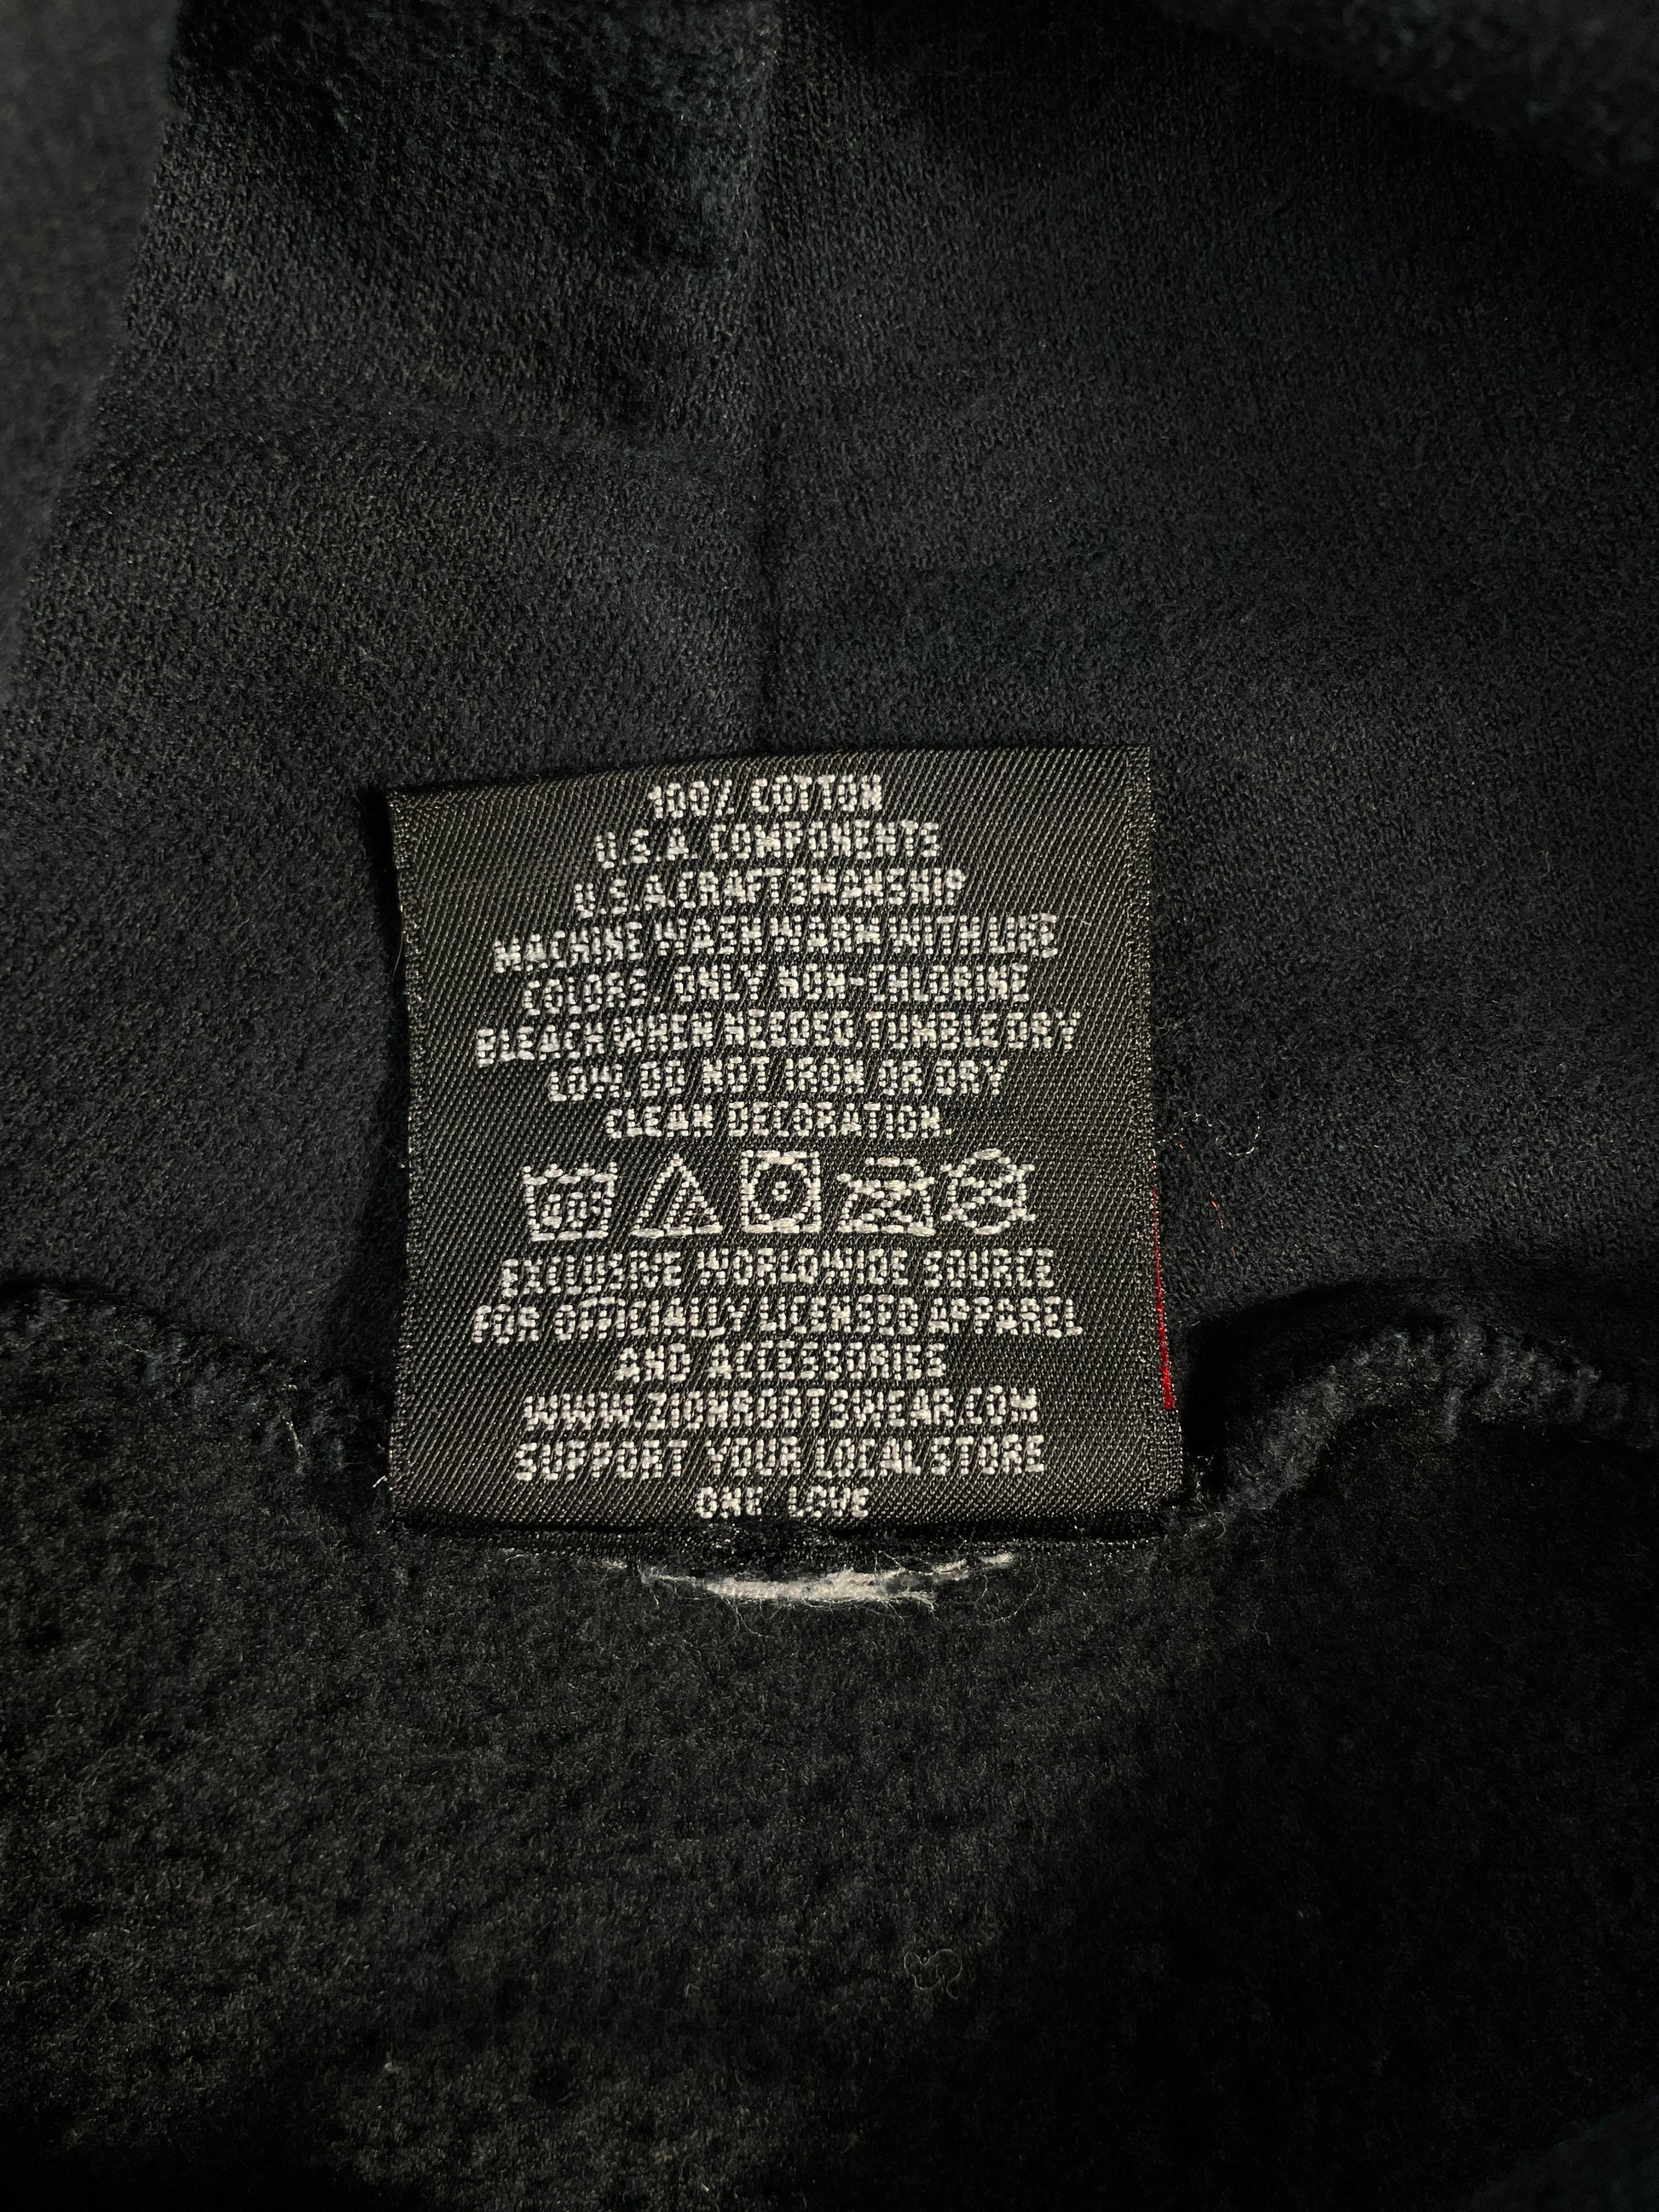 100% COTTON
U.S.A. COMPONENTS
U.S.A CRAFTSMANSHIP
MACHINE WASH WARM WITH LIKE
COLORS. ONLY NON-CHLORINE
BLEACH WHEN NEEDED TUMBLE DRY
LOW. DO NOT IRON OR DRY
CLEAN DECORATION.
40°
EXCLUSIVE WORLDWIDE SOURCE
FOR OFFICIALLY LICENSED APPAREL
AND ACCESSORIES
WWW.ZIONROOTSWEAR.COM
SUPPORT YOUR LOCAL STORE
ONE LOVE